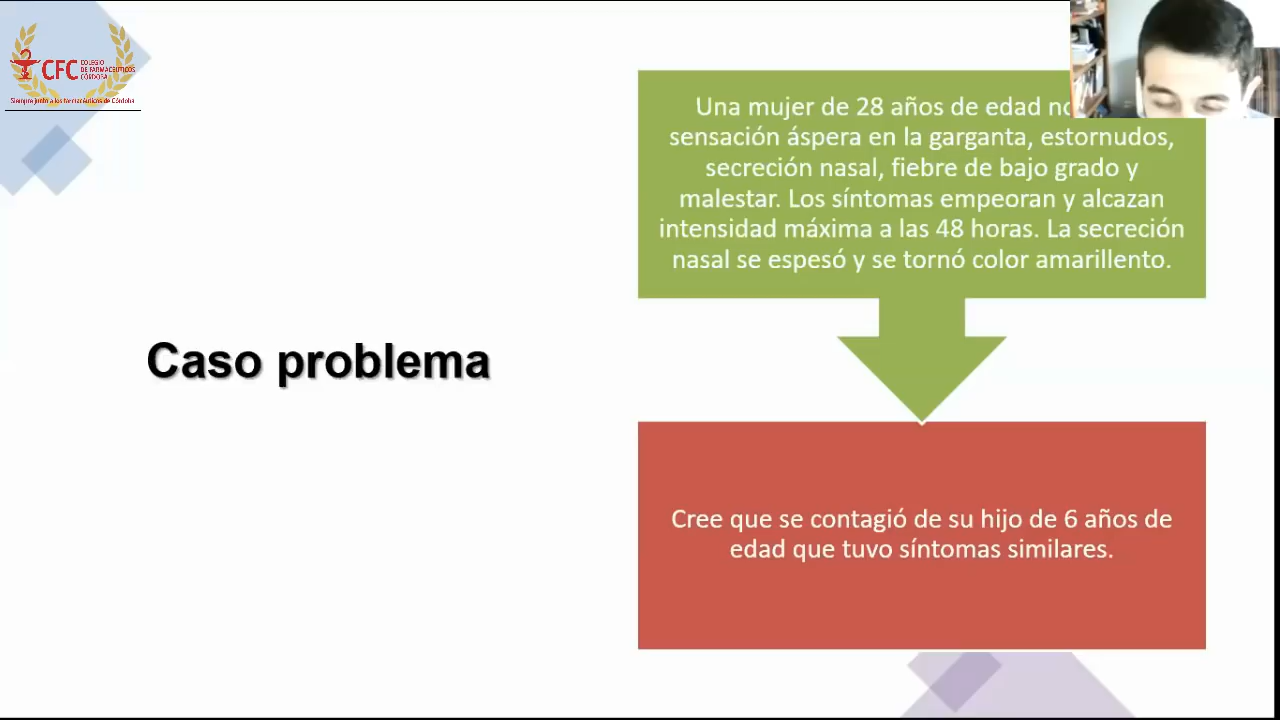 CFC
COLEGIO
DE FARMACÉUTICOS
CÓRDOBA
Siempre junto a los farmacéuticos de Córdoba
Una mujer de 28 años de edad
sensación áspera en la garganta, estornudos,
secreción nasal, fiebre de bajo grado y
malestar. Los síntomas empeoran y alcazan
intensidad máxima a las 48 horas. La secreción
nasal se espesó y se tornó color amarillento.
Caso problema
Cree que se contagió de su hijo de 6 años de
edad que tuvo síntomas similares.